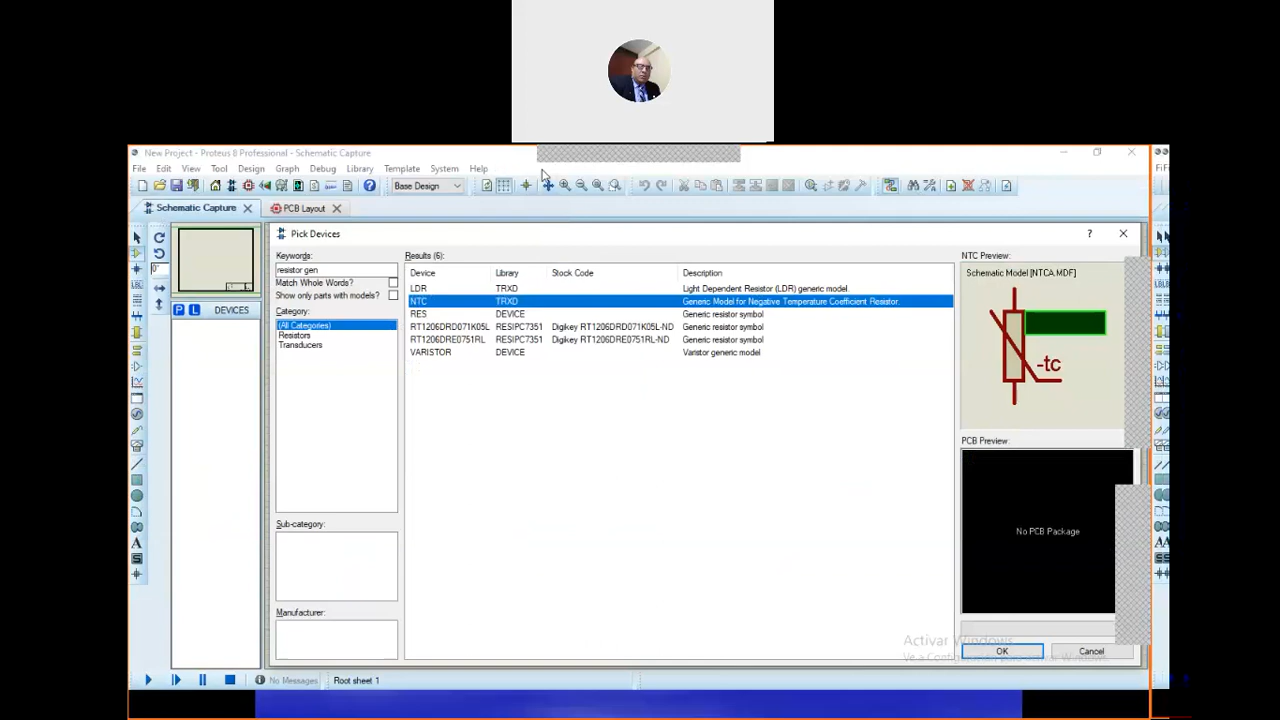 New Project - Proteus 8 Professional - Schematic Capture
File Edit View Tool Design Graph Debug Library Template System Help
Base Design
Schematic Capture PCB Layout
Pick Devices
Keywords:
resistor gen
Match Whole Words?
Show only parts with models?
Category:
(All Categories)
Resistors
Transducers
Sub-category:
Manufacturer:
Results (6):
Device Library Stock Code Description
LDR TRXD Light Dependent Resistor (LDR) generic model.
NTC TRXD Generic Model for Negative Temperature Coefficient Resistor.
RES DEVICE Generic resistor symbol
RT1206DRD071K05L RESIPC7351 Digikey RT1206DRD071K05L-ND Generic resistor symbol
RT1206DRE0751RL RESIPC7351 Digikey RT1206DRE0751RL-ND Generic resistor symbol
VARISTOR DEVICE Varistor generic model
NTC Preview:
Schematic Model [NTCA.MDF]
-tc
PCB Preview:
No PCB Package
OK Cancel
Activar Windows
P L DEVICES
0°
No Messages Root sheet 1